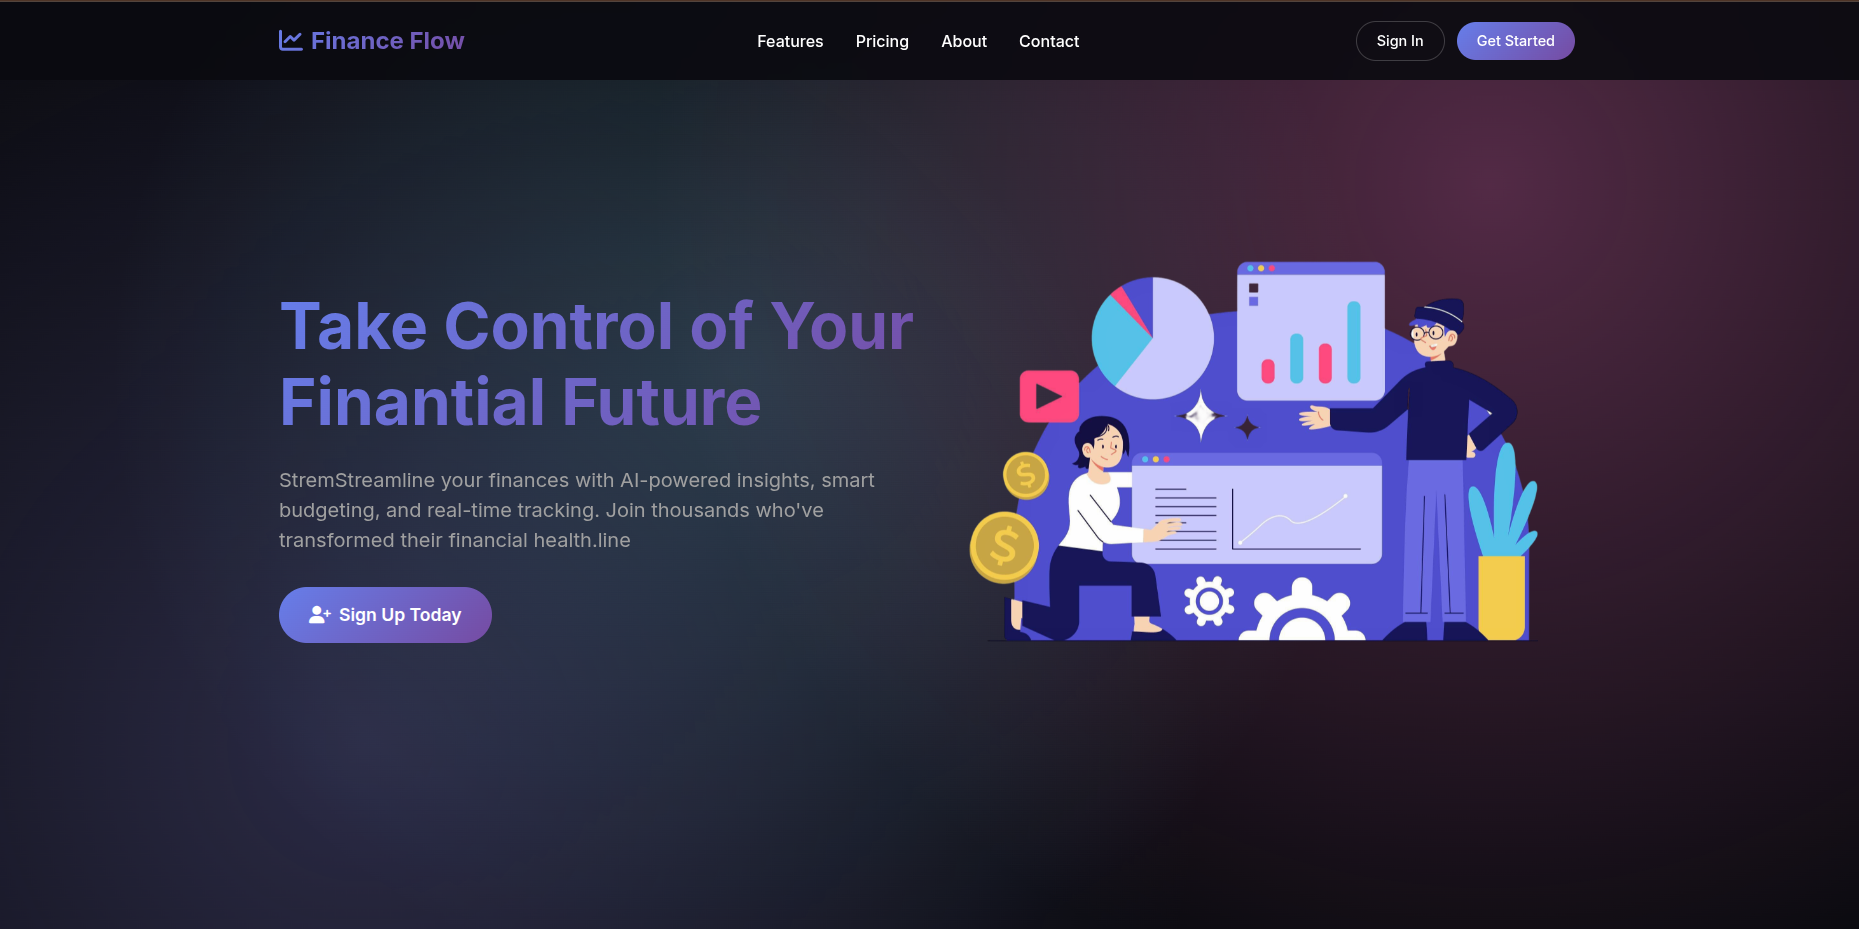 Finance Flow
Features
Pricing
About
Contact
Sign In
Get Started
Take Control of Your
Finantial Future
StremStreamline your finances with AI-powered insights, smart
budgeting, and real-time tracking. Join thousands who've
transformed their financial health.line
Sign Up Today
$
$